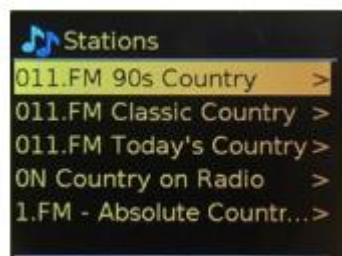 Stations
011.FM 90s Country >
011.FM Classic Country >
011.FM Today's Country >
0N Country on Radio >
1.FM - Absolute Countr... >